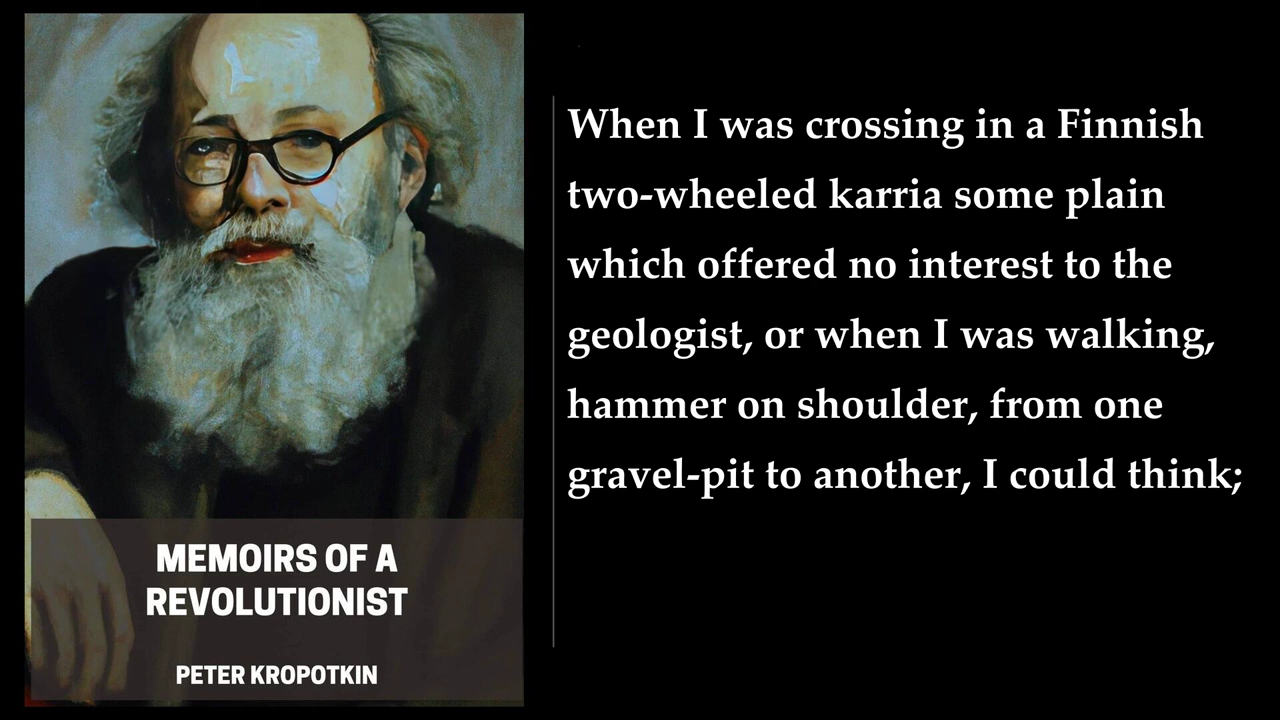 MEMOIRS OF A
REVOLUTIONIST
PETER KROPOTKIN
When I was crossing in a Finnish
two-wheeled karria some plain
which offered no interest to the
geologist, or when I was walking,
hammer on shoulder, from one
gravel-pit to another, I could think;